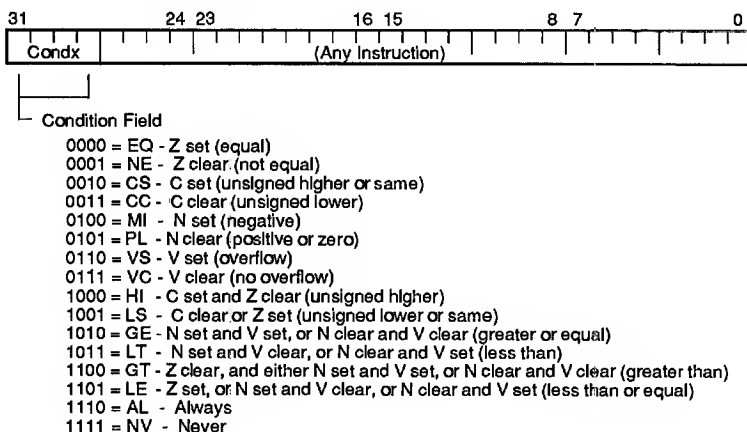 31 24 23 16 15 8 7 0
Condx (Any Instruction)
Condition Field
0000 = EQ - Z set (equal)
0001 = NE - Z clear (not equal)
0010 = CS - C set (unsigned higher or same)
0011 = CC - C clear (unsigned lower)
0100 = MI - N set (negative)
0101 = PL - N clear (positive or zero)
0110 = VS - V set (overflow)
0111 = VC - V clear (no overflow)
1000 = HI - C set and Z clear (unsigned higher)
1001 = LS - C clear or Z set (unsigned lower or same)
1010 = GE - N set and V set, or N clear and V clear (greater or equal)
1011 = LT - N set and V clear, or N clear and V set (less than)
1100 = GT - Z clear, and either N set and V set, or N clear and V clear (greater than)
1101 = LE - Z set, or N set and V clear, or N clear and V set (less than or equal)
1110 = AL - Always
1111 = NV - Never